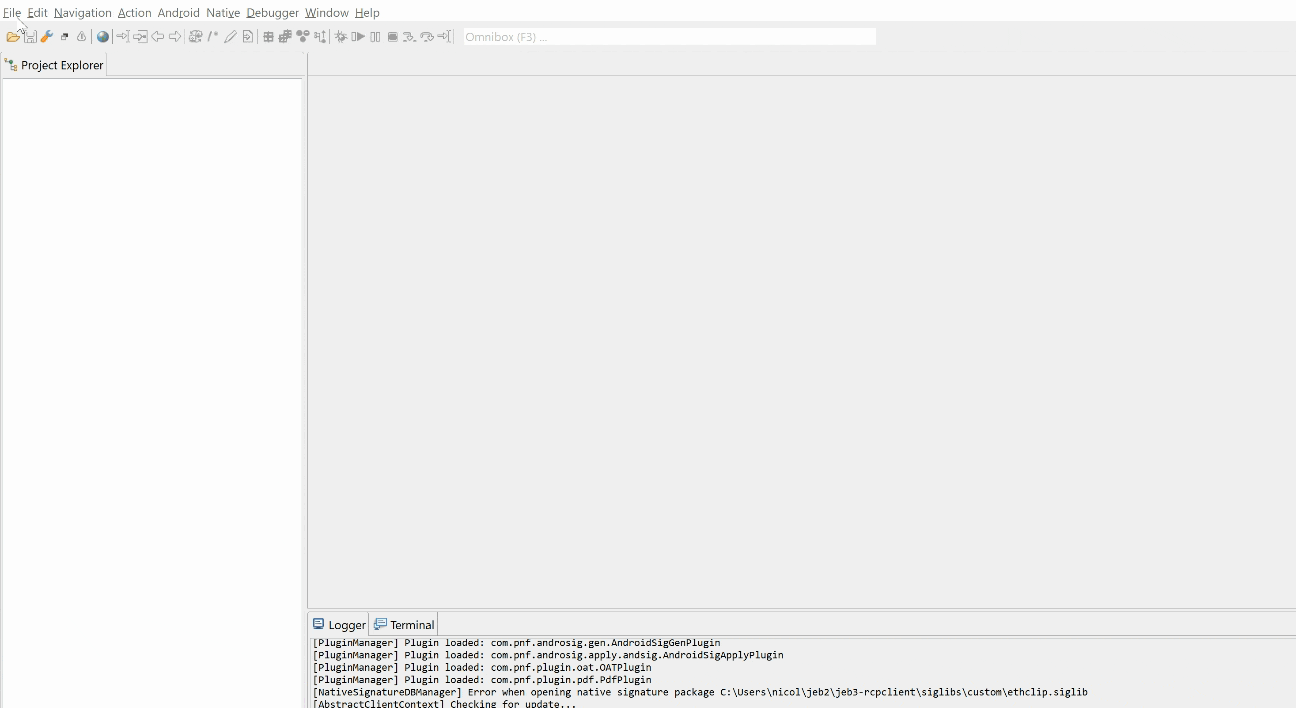 File Edit Navigation Action Android Native Debugger Window Help
Omnibox (F3) ...
Project Explorer
Logger Terminal
[PluginManager] Plugin loaded: com.pnf.androsig.gen.AndroidSigGenPlugin
[PluginManager] Plugin loaded: com.pnf.androsig.apply.andsig.AndroidSigApplyPlugin
[PluginManager] Plugin loaded: com.pnf.plugin.oat.OATPlugin
[PluginManager] Plugin loaded: com.pnf.plugin.pdf.PdfPlugin
[NativeSignatureDBManager] Error when opening native signature package C:\Users\nicol\jeb2\jeb3-rcpclient\siglibs\custom\ethclip.siglib
[AbstractClientContext] Checking for update...